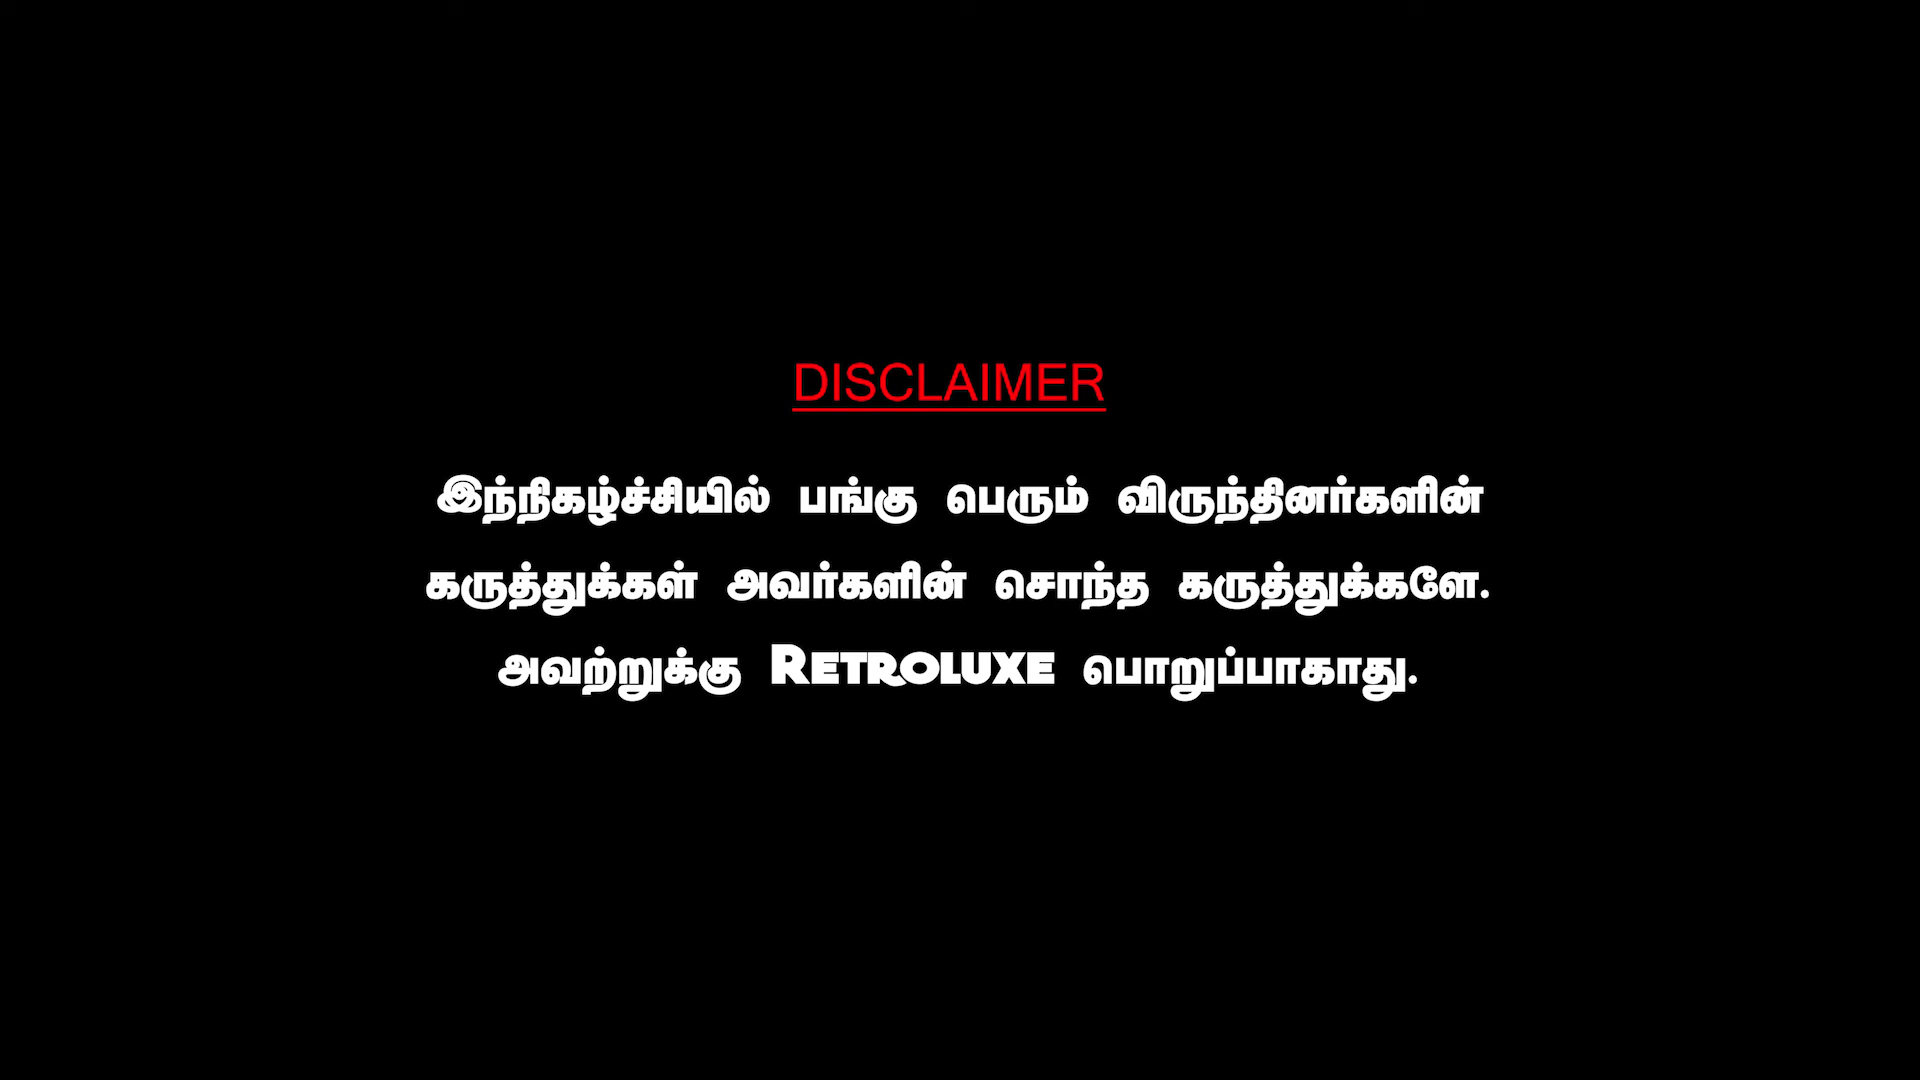 DISCLAIMER
இந்நிகழ்ச்சியில் பங்கு பெரும் விருந்தினர்களின்
கருத்துக்கள் அவர்களின் சொந்த கருத்துக்களே.
அவற்றுக்கு RETROLUXE பொறுப்பாகாது.